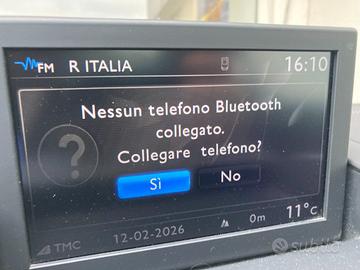 FM R ITALIA 16:10
Nessun telefono Bluetooth
collegato.
Collegare telefono?
Sì No
11°c
TMC 12-02-2026 0m
subito